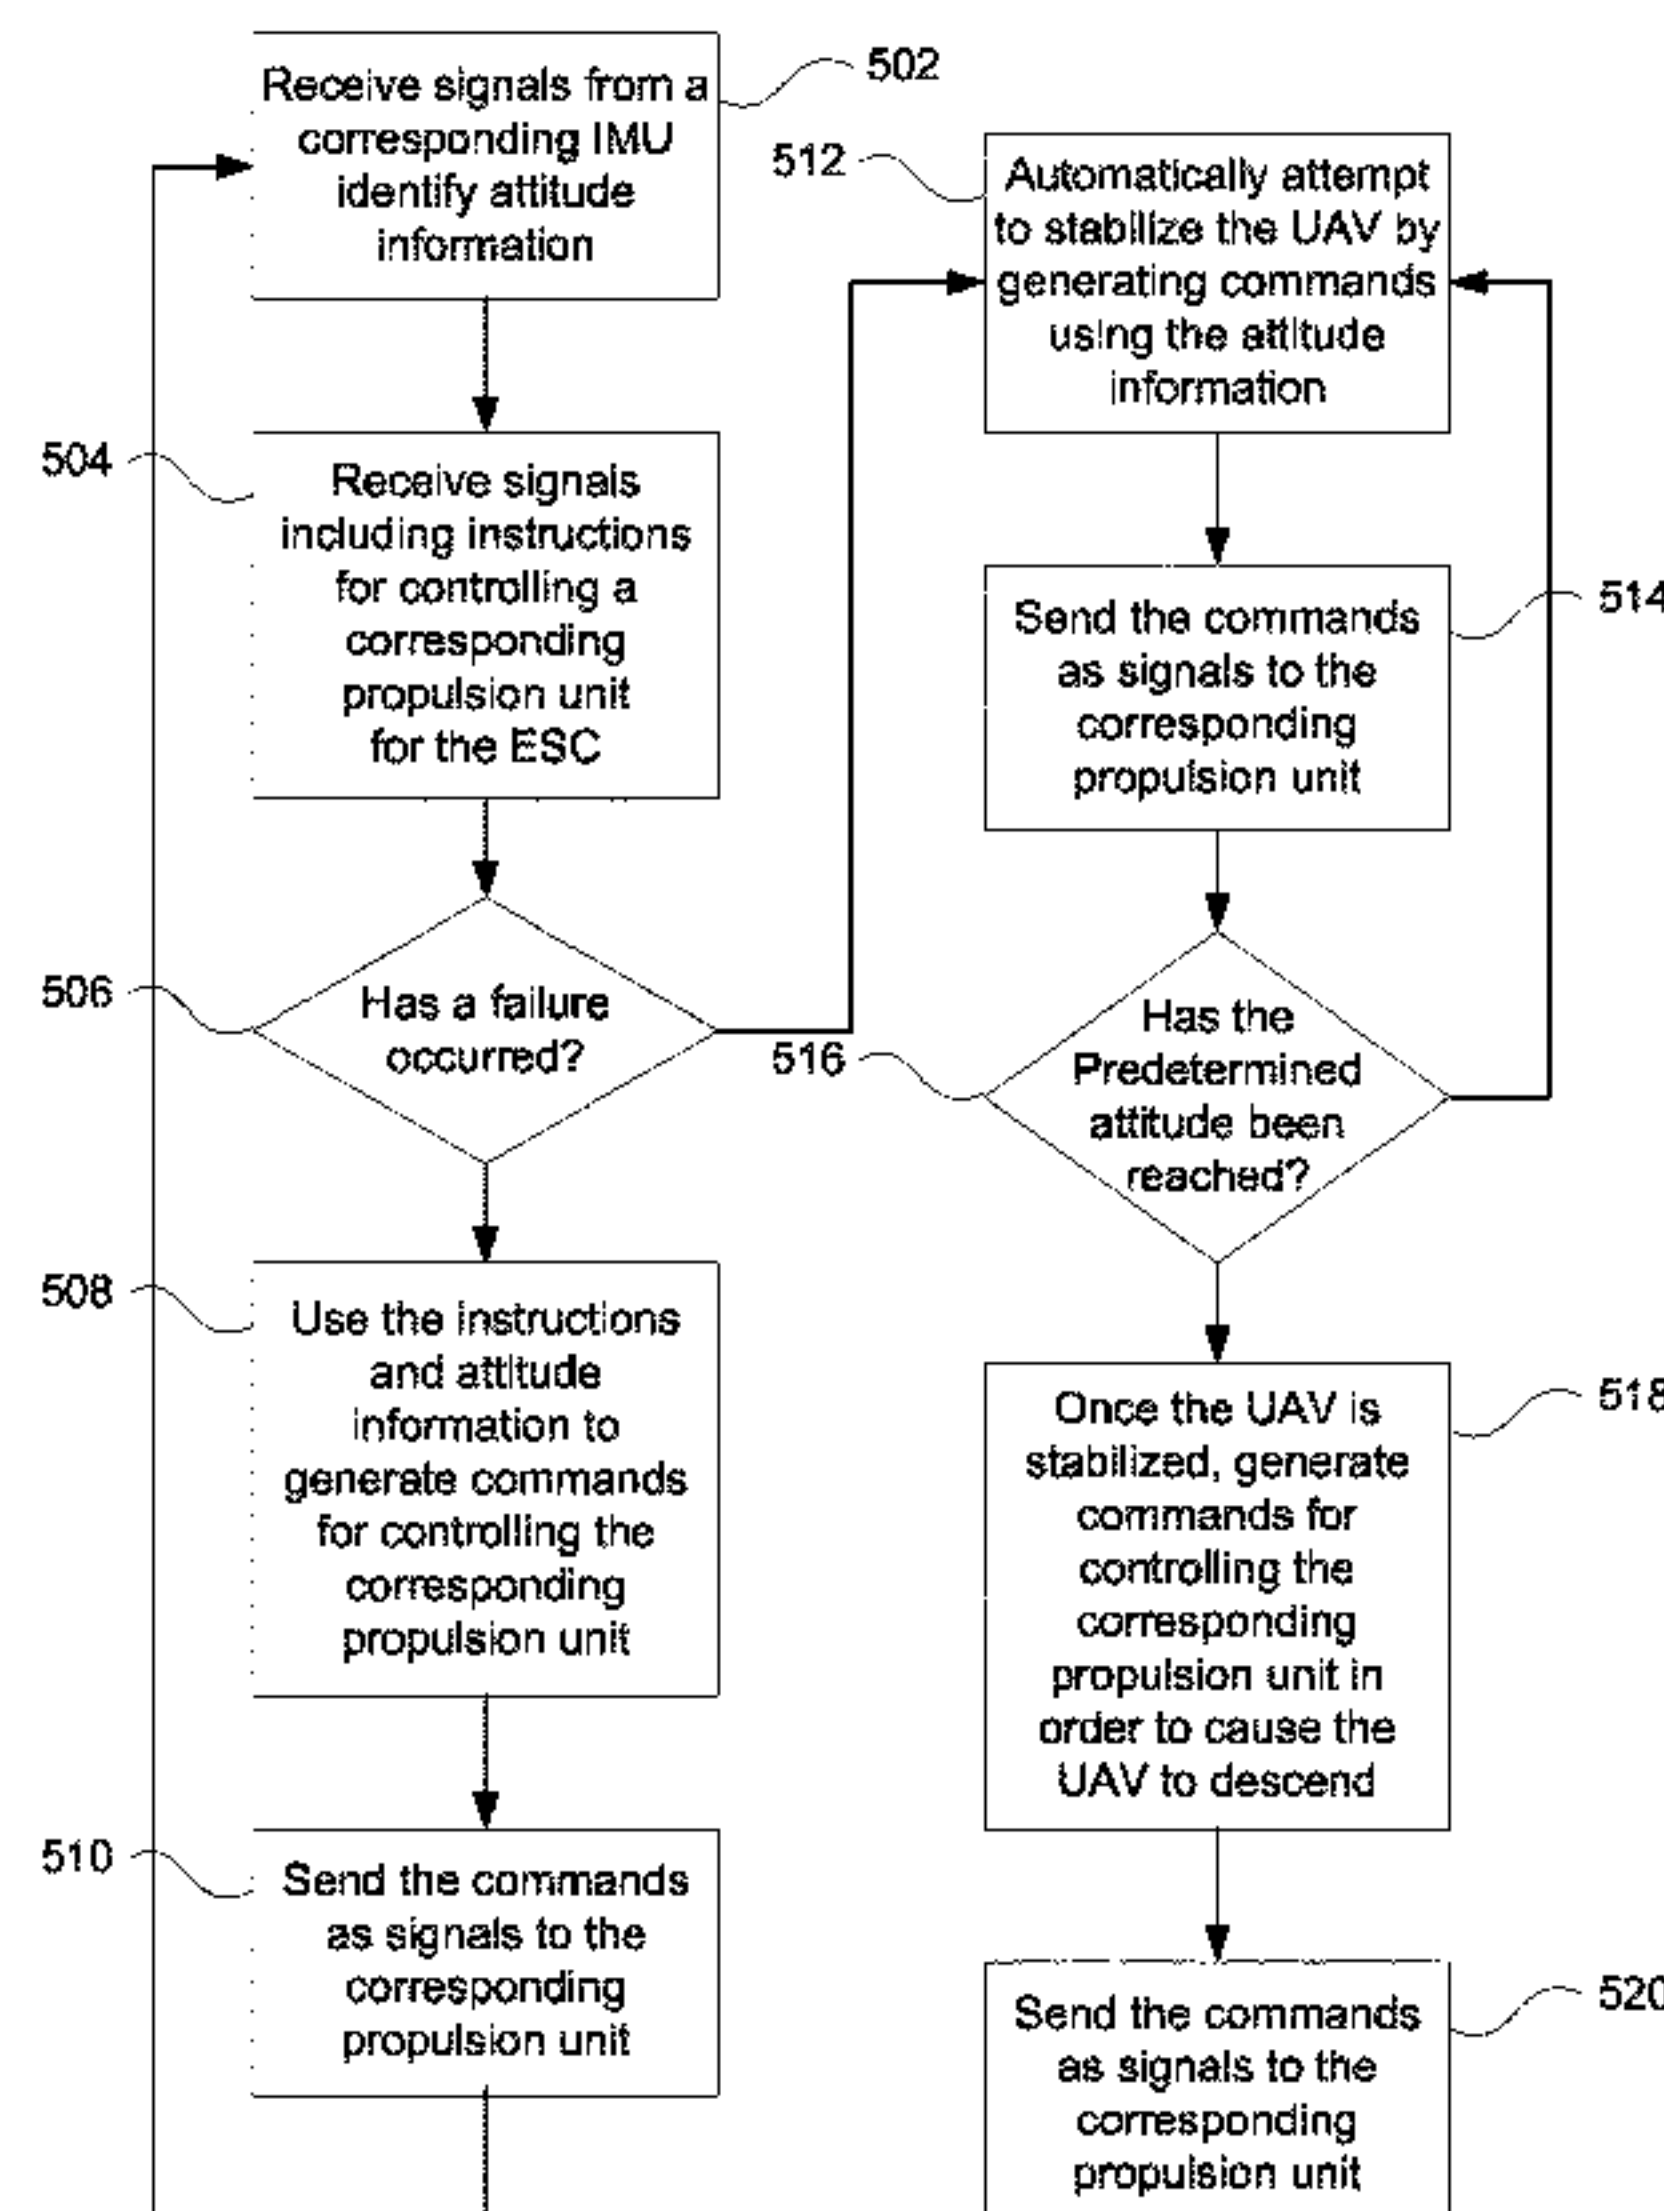 502
Receive signals from a
corresponding IMU
identify attitude
information
504
Receive signals
including instructions
for controlling a
corresponding
propulsion unit
for the ESC
506
Has a failure
occurred?
508
Use the instructions
and attitude
information to
generate commands
for controlling the
corresponding
propulsion unit
510
Send the commands
as signals to the
corresponding
propulsion unit
512
Automatically attempt
to stabilize the UAV by
generating commands
using the attitude
information
514
Send the commands
as signals to the
corresponding
propulsion unit
516
Has the
Predetermined
attitude been
reached?
518
Once the UAV is
stabilized, generate
commands for
controlling the
corresponding
propulsion unit in
order to cause the
UAV to descend
520
Send the commands
as signals to the
corresponding
propulsion unit